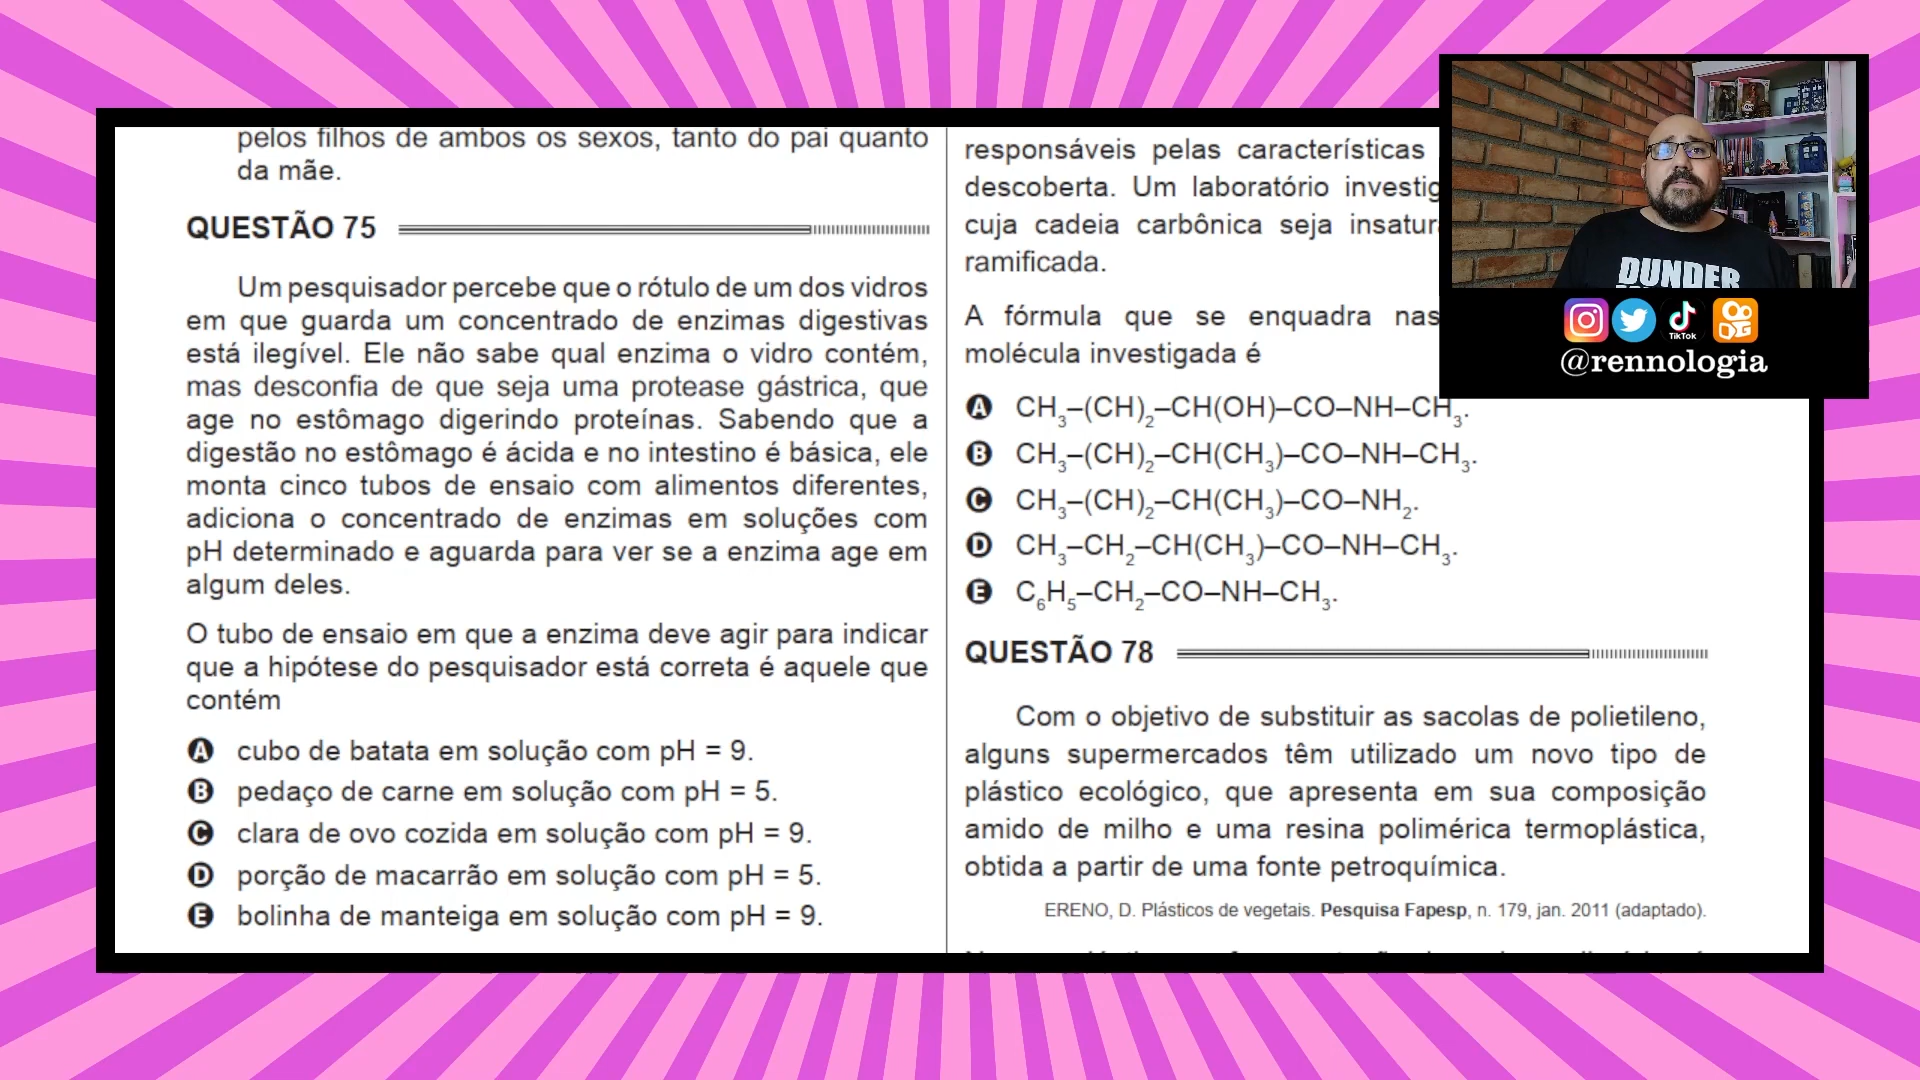 pelos filhos de ambos os sexos, tanto do pai quanto
da mãe.
QUESTÃO 75
Um pesquisador percebe que o rótulo de um dos vidros
em que guarda um concentrado de enzimas digestivas
está ilegível. Ele não sabe qual enzima o vidro contém,
mas desconfia de que seja uma protease gástrica, que
age no estômago digerindo proteínas. Sabendo que a
digestão no estômago é ácida e no intestino é básica, ele
monta cinco tubos de ensaio com alimentos diferentes,
adiciona o concentrado de enzimas em soluções com
pH determinado e aguarda para ver se a enzima age em
algum deles.
O tubo de ensaio em que a enzima deve agir para indicar
que a hipótese do pesquisador está correta é aquele que
contém
A cubo de batata em solução com pH = 9.
B pedaço de carne em solução com pH = 5.
C clara de ovo cozida em solução com pH = 9.
D porção de macarrão em solução com pH = 5.
E bolinha de manteiga em solução com pH = 9.
responsáveis pelas características
descoberta. Um laboratório investig
cuja cadeia carbônica seja insatur
ramificada.
A fórmula que se enquadra nas
molécula investigada é
A CH₃–(CH)₂–CH(OH)–CO–NH–CH₃.
B CH₃–(CH)₂–CH(CH₃)–CO–NH–CH₃.
C CH₃–(CH)₂–CH(CH₃)–CO–NH₂.
D CH₃–CH₂–CH(CH₃)–CO–NH–CH₃.
E C₆H₅–CH₂–CO–NH–CH₃.
QUESTÃO 78
Com o objetivo de substituir as sacolas de polietileno,
alguns supermercados têm utilizado um novo tipo de
plástico ecológico, que apresenta em sua composição
amido de milho e uma resina polimérica termoplástica,
obtida a partir de uma fonte petroquímica.
ERENO, D. Plásticos de vegetais. Pesquisa Fapesp, n. 179, jan. 2011 (adaptado).
DUNDER
TikTok
@rennologia